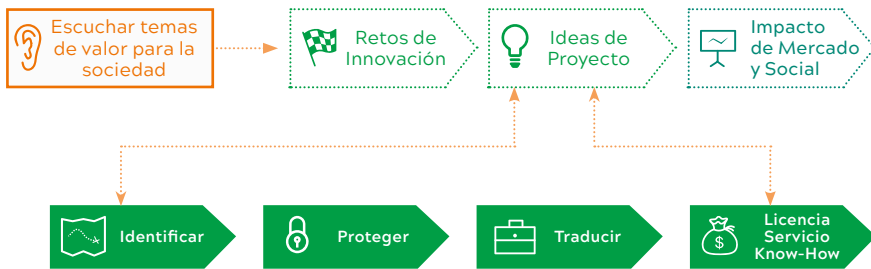 Escuchar temas
de valor para la
sociedad
Retos de
Innovación
Ideas de
Proyecto
Impacto
de Mercado
y Social
Identificar
Proteger
Traducir
Licencia
Servicio
Know-How
$